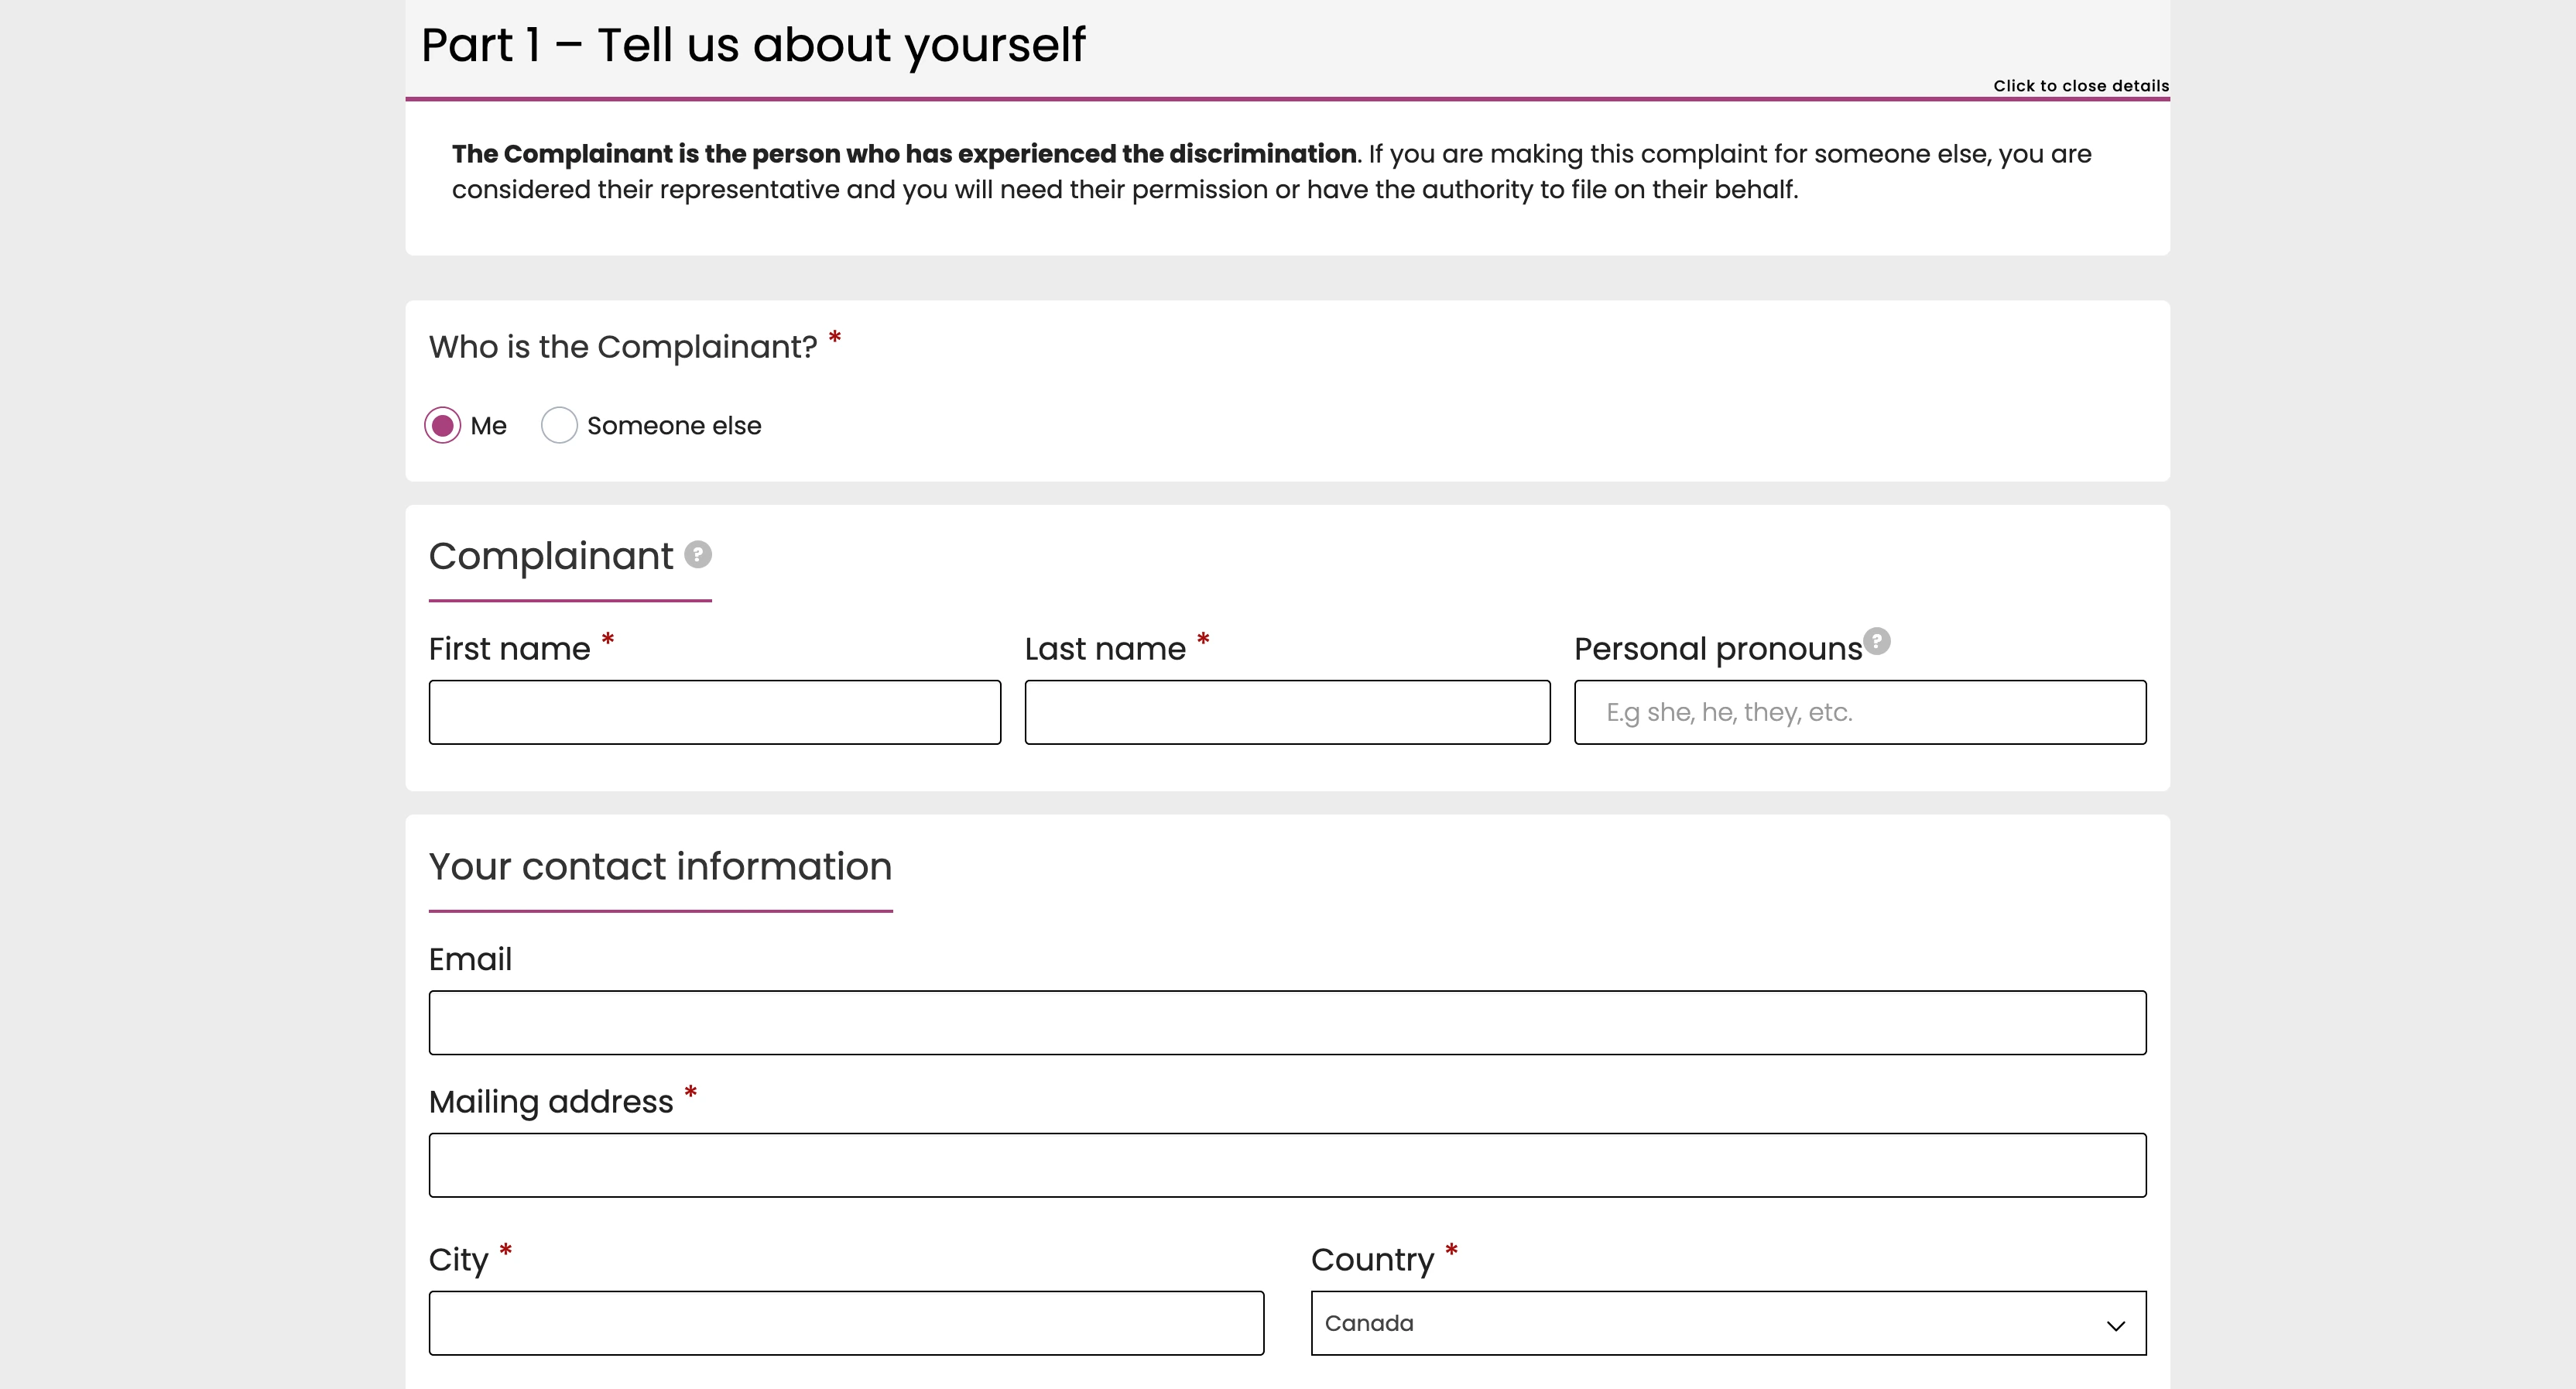 Part 1 – Tell us about yourself
Click to close details
The Complainant is the person who has experienced the discrimination. If you are making this complaint for someone else, you are
considered their representative and you will need their permission or have the authority to file on their behalf.
Who is the Complainant? *
Me Someone else
Complainant ?
First name * Last name * Personal pronouns ?
E.g she, he, they, etc.
Your contact information
Email
Mailing address *
City * Country *
Canada